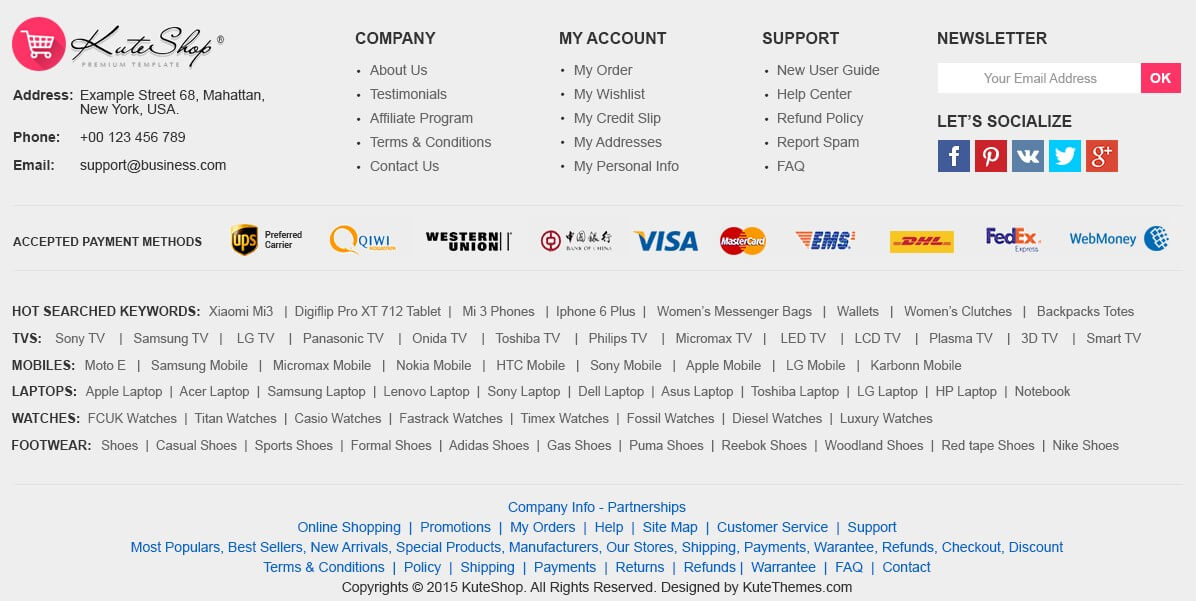 KuteShop ®
PREMIUM TEMPLATE
Address: Example Street 68, Mahattan,
New York, USA.
Phone: +00 123 456 789
Email: support@business.com
COMPANY
• About Us
• Testimonials
• Affiliate Program
• Terms & Conditions
• Contact Us
MY ACCOUNT
• My Order
• My Wishlist
• My Credit Slip
• My Addresses
• My Personal Info
SUPPORT
• New User Guide
• Help Center
• Refund Policy
• Report Spam
• FAQ
NEWSLETTER
Your Email Address OK
LET'S SOCIALIZE
ACCEPTED PAYMENT METHODS
ups Preferred
Carrier
QIWI
WESTERN
UNION
中国银行
BANK OF CHINA
VISA
MasterCard
EMS
DHL
FedEx
Express
WebMoney
HOT SEARCHED KEYWORDS: Xiaomi Mi3 | Digiflip Pro XT 712 Tablet | Mi 3 Phones | Iphone 6 Plus | Women's Messenger Bags | Wallets | Women's Clutches | Backpacks Totes
TVS: Sony TV | Samsung TV | LG TV | Panasonic TV | Onida TV | Toshiba TV | Philips TV | Micromax TV | LED TV | LCD TV | Plasma TV | 3D TV | Smart TV
MOBILES: Moto E | Samsung Mobile | Micromax Mobile | Nokia Mobile | HTC Mobile | Sony Mobile | Apple Mobile | LG Mobile | Karbonn Mobile
LAPTOPS: Apple Laptop | Acer Laptop | Samsung Laptop | Lenovo Laptop | Sony Laptop | Dell Laptop | Asus Laptop | Toshiba Laptop | LG Laptop | HP Laptop | Notebook
WATCHES: FCUK Watches | Titan Watches | Casio Watches | Fastrack Watches | Timex Watches | Fossil Watches | Diesel Watches | Luxury Watches
FOOTWEAR: Shoes | Casual Shoes | Sports Shoes | Formal Shoes | Adidas Shoes | Gas Shoes | Puma Shoes | Reebok Shoes | Woodland Shoes | Red tape Shoes | Nike Shoes
Company Info - Partnerships
Online Shopping | Promotions | My Orders | Help | Site Map | Customer Service | Support
Most Populars, Best Sellers, New Arrivals, Special Products, Manufacturers, Our Stores, Shipping, Payments, Warantee, Refunds, Checkout, Discount
Terms & Conditions | Policy | Shipping | Payments | Returns | Refunds | Warrantee | FAQ | Contact
Copyrights © 2015 KuteShop. All Rights Reserved. Designed by KuteThemes.com